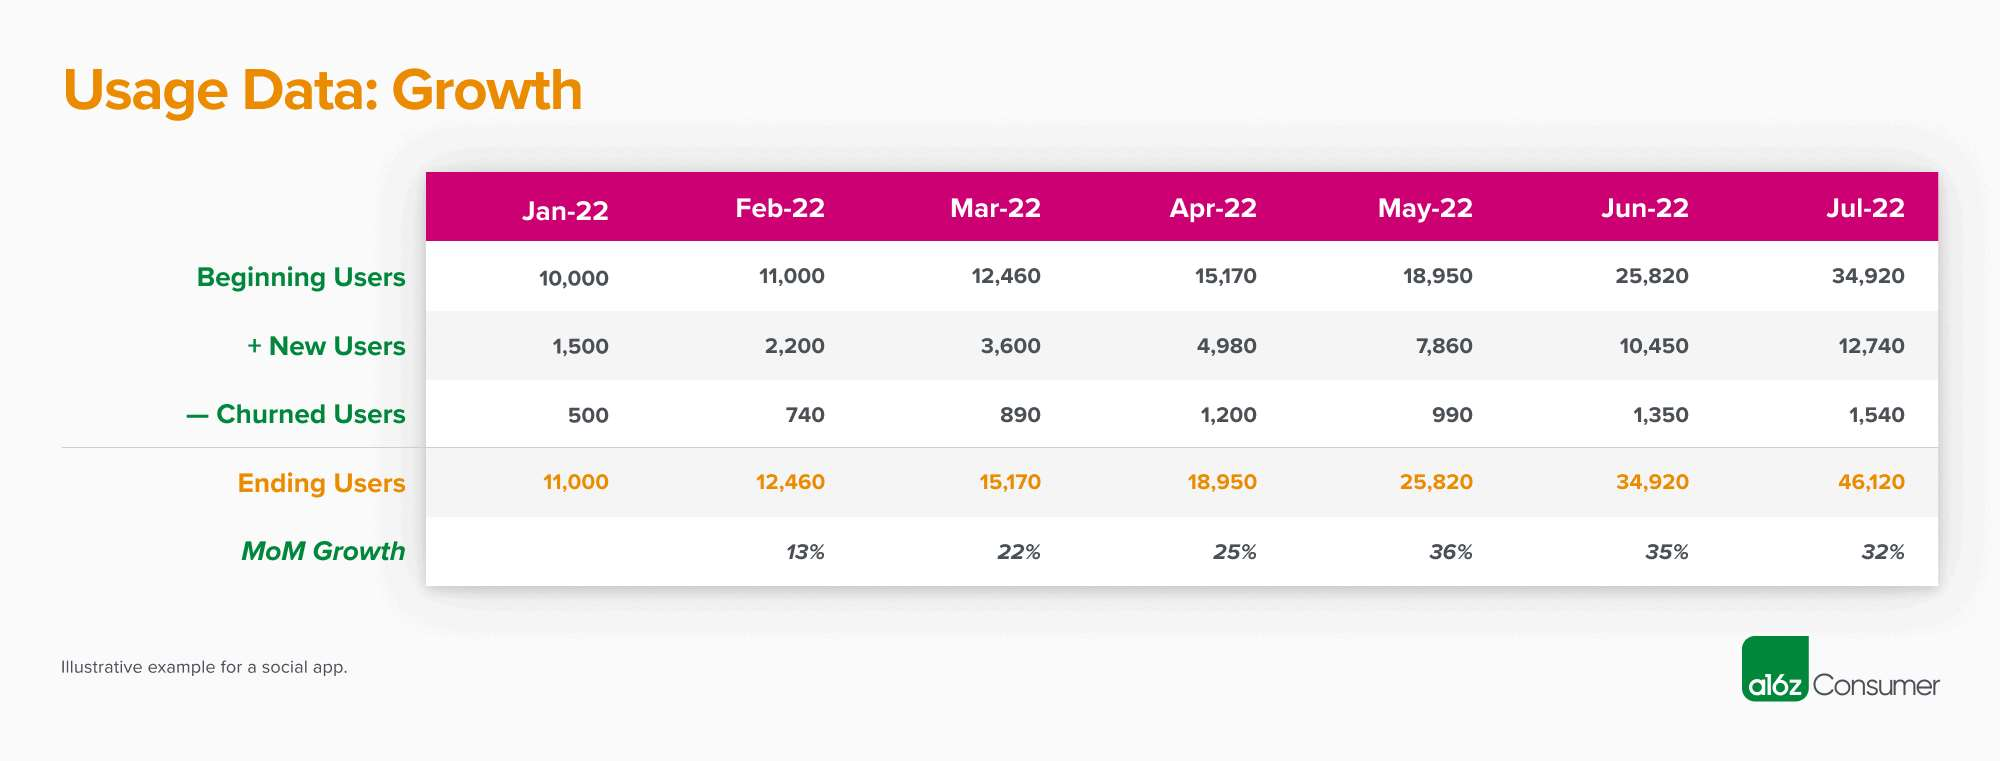 Usage Data: Growth
Jan-22 Feb-22 Mar-22 Apr-22 May-22 Jun-22 Jul-22
Beginning Users 10,000 11,000 12,460 15,170 18,950 25,820 34,920
+ New Users 1,500 2,200 3,600 4,980 7,860 10,450 12,740
— Churned Users 500 740 890 1,200 990 1,350 1,540
Ending Users 11,000 12,460 15,170 18,950 25,820 34,920 46,120
MoM Growth 13% 22% 25% 36% 35% 32%
Illustrative example for a social app.
a16z Consumer